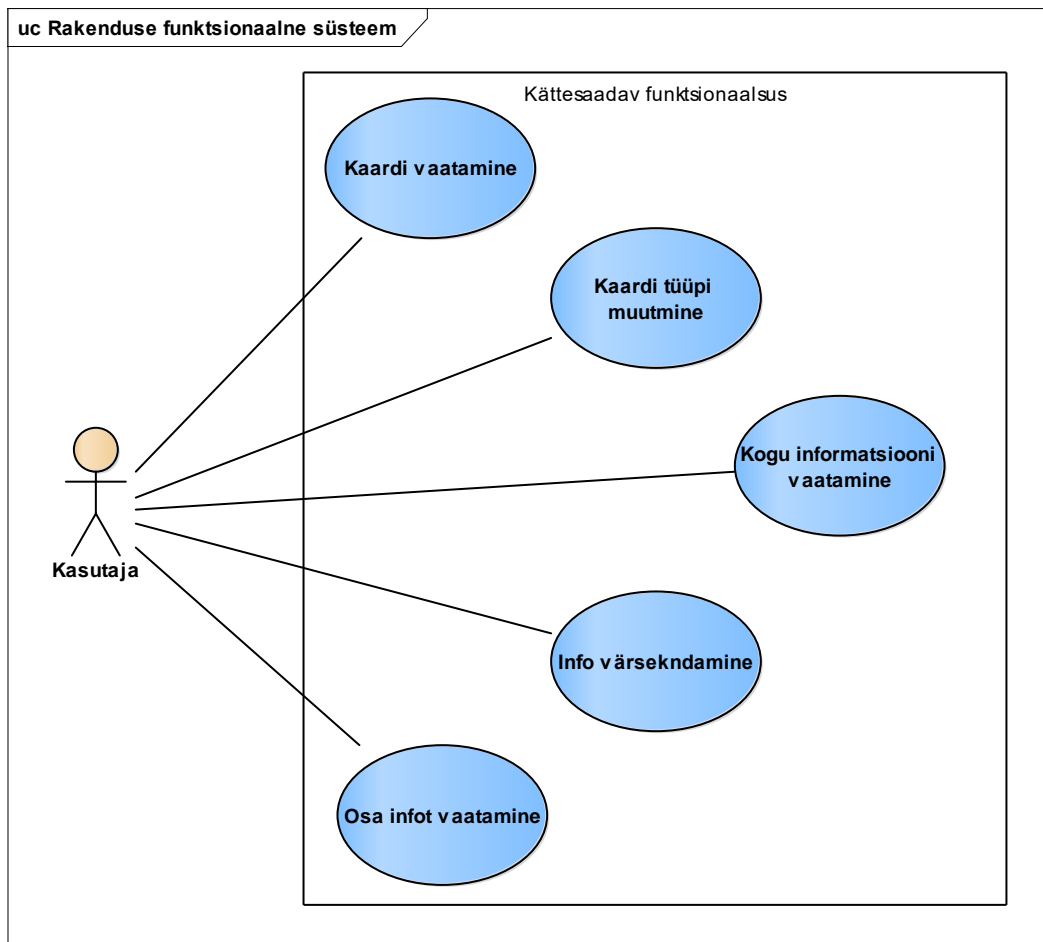 uc Rakenduse funktsionaalne süsteem
Kättesaadav funktsionaalsus
Kaardi vaatamine
Kaardi tüüpi
muutmine
Kogu informatsiooni
vaatamine
Kasutaja
Info värsekndamine
Osa infot vaatamine